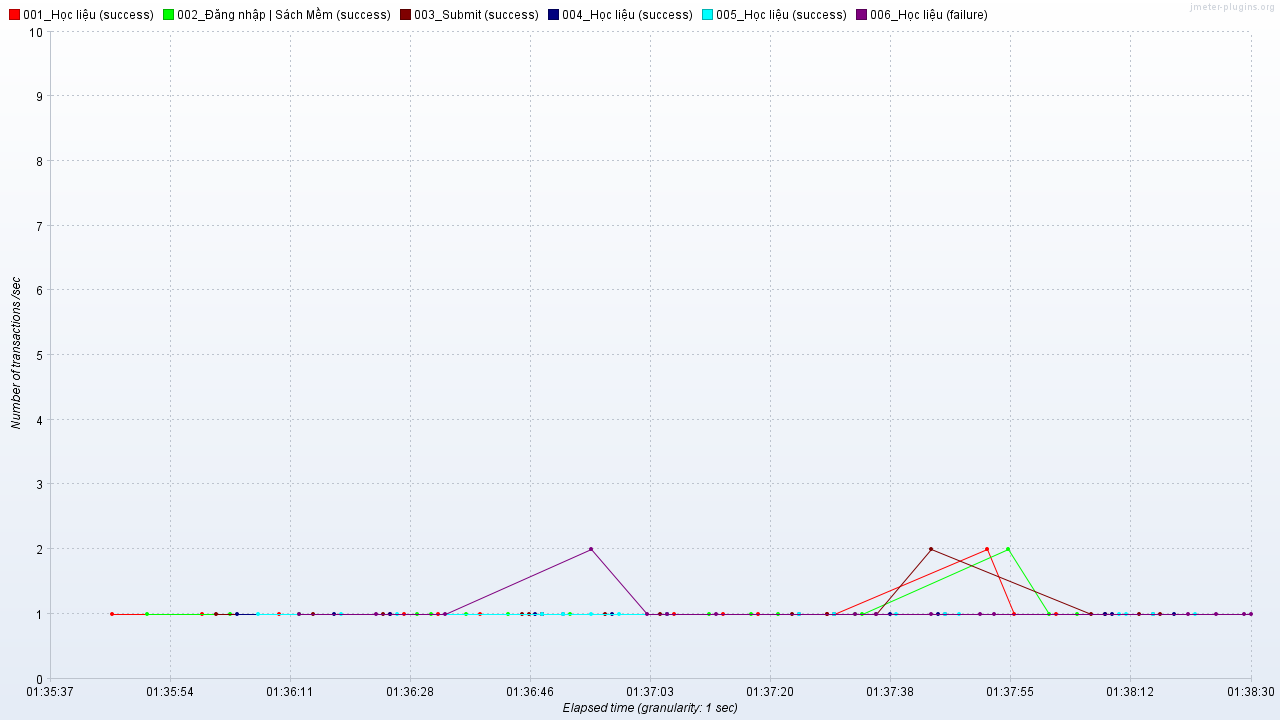 jmeter-plugins.org
001_Học liệu (success) 002_Đăng nhập | Sách Mềm (success) 003_Submit (success) 004_Học liệu (success) 005_Học liệu (success) 006_Học liệu (failure)
10
9
8
7
6
5
4
3
2
1
0
Number of transactions /sec
01:35:37 01:35:54 01:36:11 01:36:28 01:36:46 01:37:03 01:37:20 01:37:38 01:37:55 01:38:12 01:38:30
Elapsed time (granularity: 1 sec)